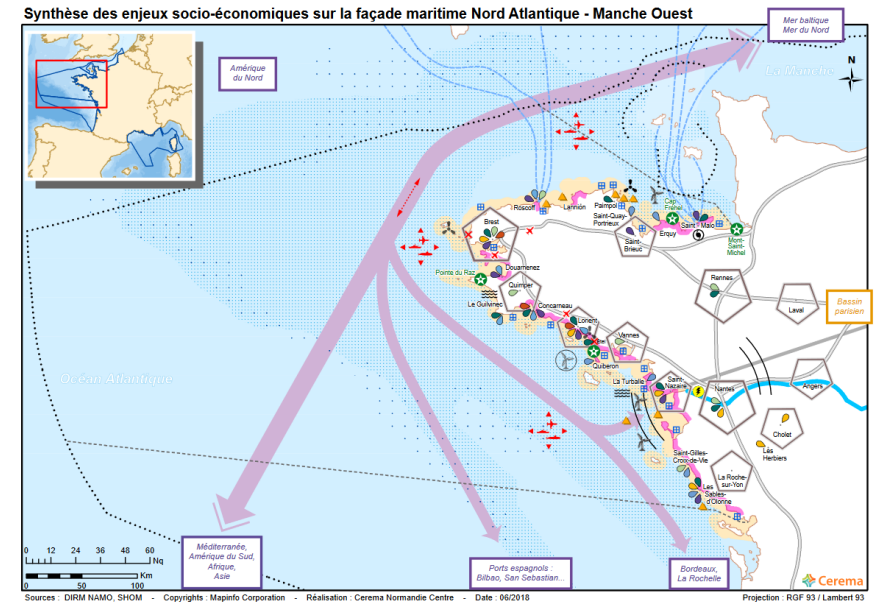 Synthèse des enjeux socio-économiques sur la façade maritime Nord Atlantique - Manche Ouest
Mer baltique
Mer du Nord
Amérique
du Nord
La Manche
N
Roscoff
Lannion
Paimpol
Saint-Quay-
Portrieux
Cap
Fréhel
Saint - Malo
Erquy
Saint-
Brieuc
Mont-
Saint-
Michel
Brest
Pointe du Raz
Douarnenez
Quimper
Le Guilvinec
Concarneau
Lorient
Vannes
Quiberon
Rennes
Laval
Bassin
parisien
Océan Atlantique
La Turballe
Saint-
Nazaire
Nantes
Angers
Cholet
Les
Herbiers
Saint-Gilles-
Croix-de-Vie
La Roche-
sur-Yon
Les
Sables-
d'Olonne
Méditerranée,
Amérique du Sud,
Afrique,
Asie
Ports espagnols :
Bilbao, San Sebastian...
Bordeaux,
La Rochelle
0 12 24 36 48 60
Nq
Km
0 50 100
Cerema
Sources : DIRM NAMO, SHOM - Copyrights : Mapinfo Corporation - Réalisation : Cerema Normandie Centre - Date : 06/2018
Projection : RGF 93 / Lambert 93